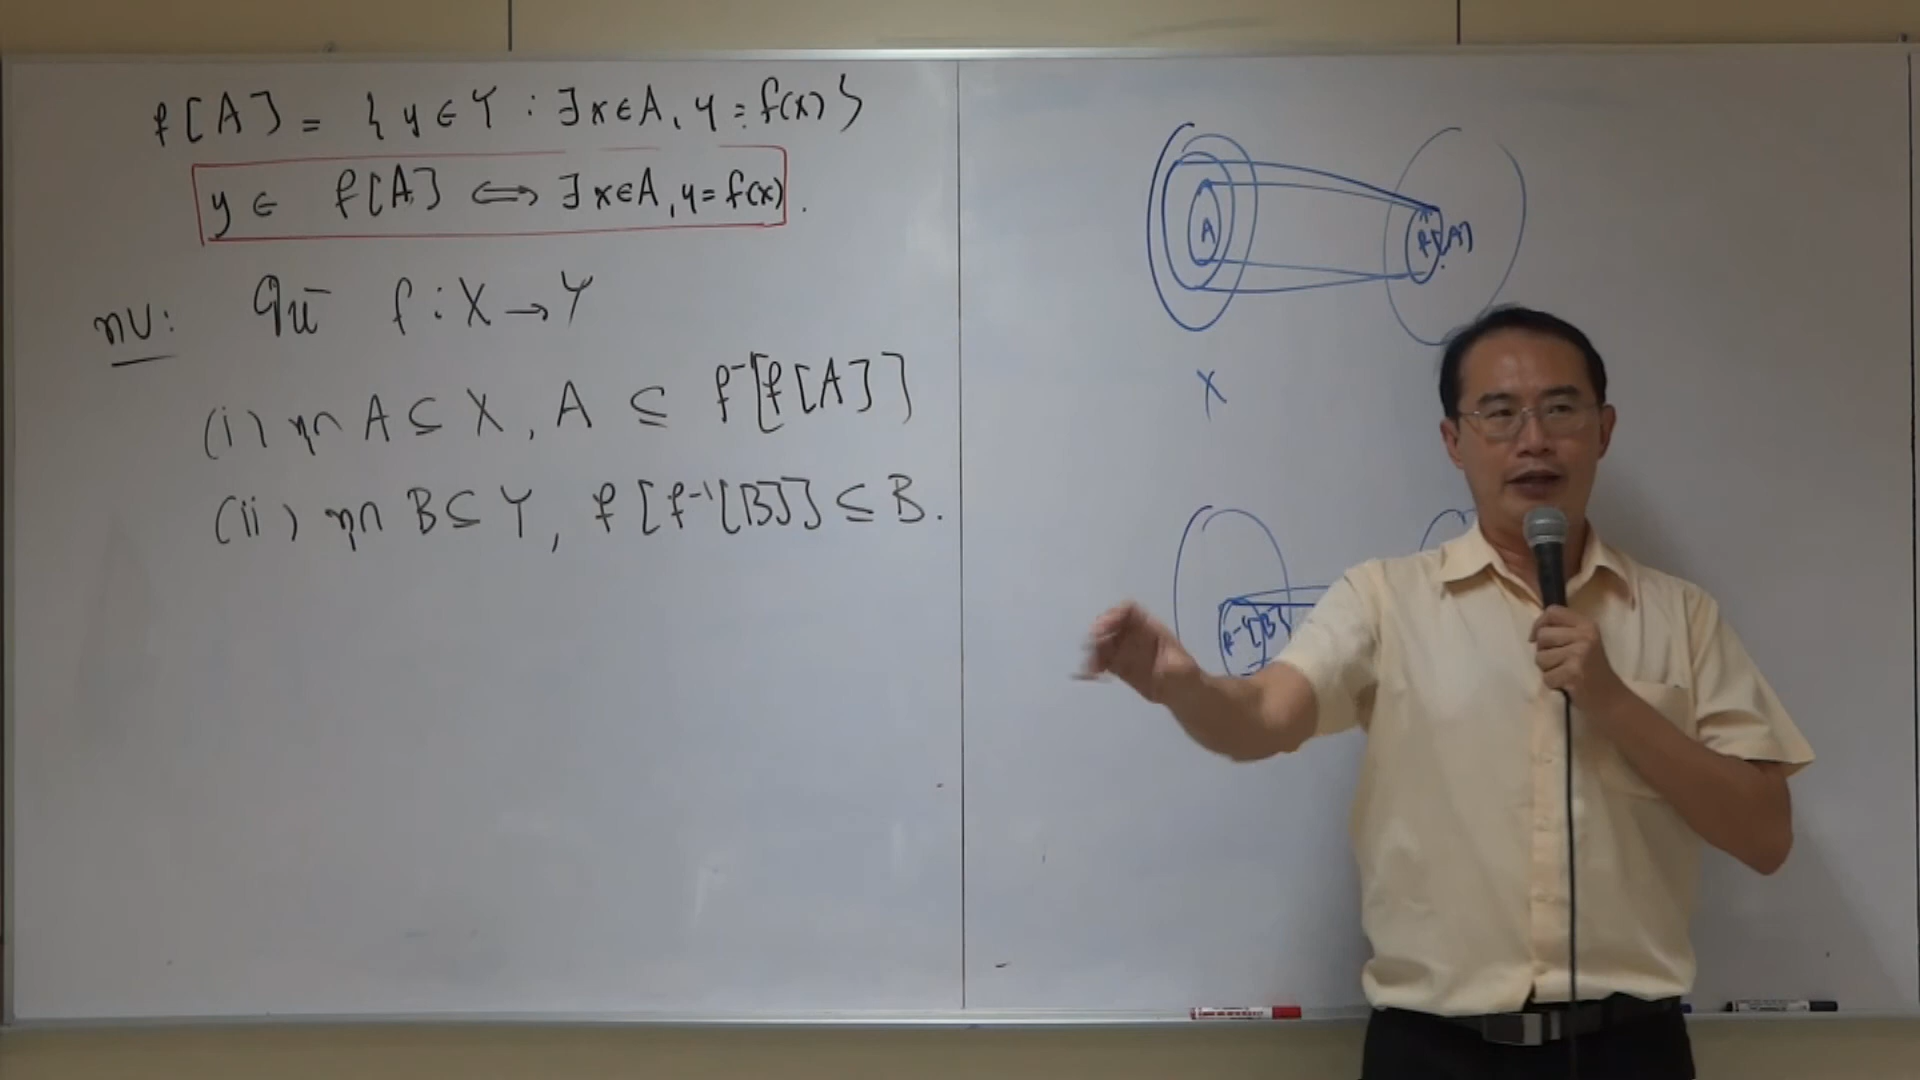 f[A] = { y ∈ Y : ∃ x ∈ A, y = f(x) }
y ∈ f[A] ⟺ ∃ x ∈ A, y = f(x) .
ทบ: ให้ f : X → Y
(i) ทุก A ⊆ X, A ⊆ f⁻¹[f[A]]
(ii) ทุก B ⊆ Y, f[f⁻¹[B]] ⊆ B.
A
f[A]
X
f⁻¹[B]